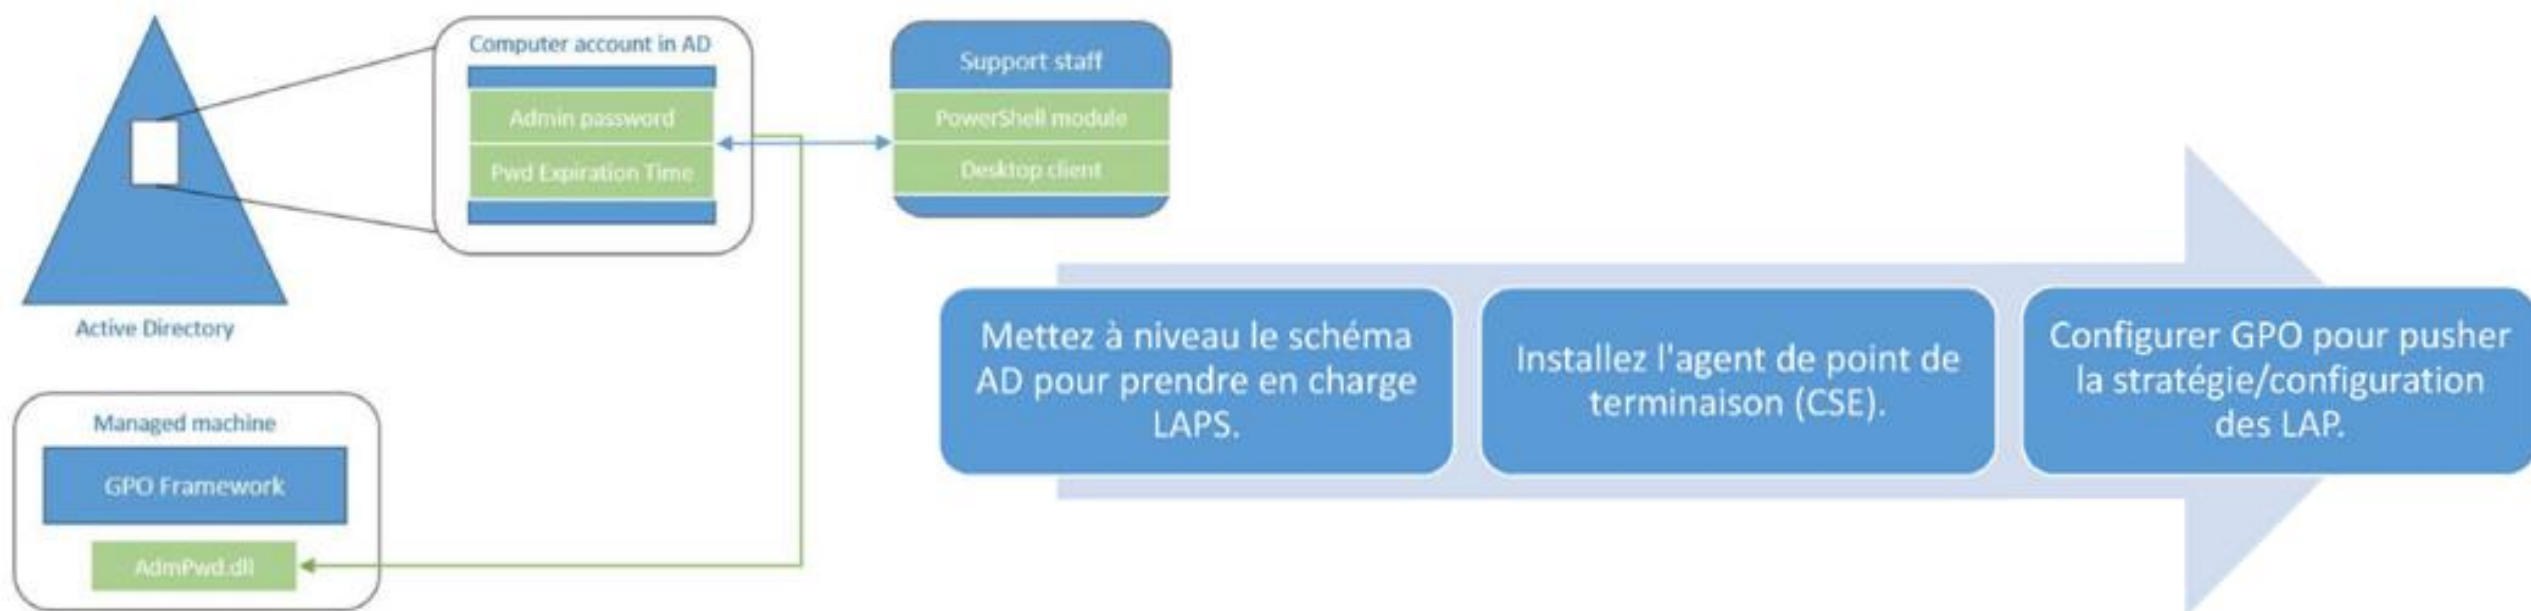 Computer account in AD
Admin password
Pwd Expiration Time
Support staff
PowerShell module
Desktop client
Active Directory
Managed machine
GPO Framework
AdmPwd.dll
Mettez à niveau le schéma
AD pour prendre en charge
LAPS.
Installez l'agent de point de
terminaison (CSE).
Configurer GPO pour pusher
la stratégie/configuration
des LAP.